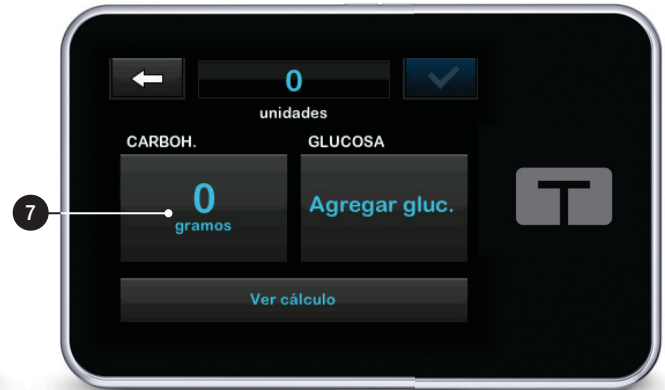 0
unidades
CARBOH.
GLUCOSA
0
gramos
Agregar gluc.
Ver cálculo
7